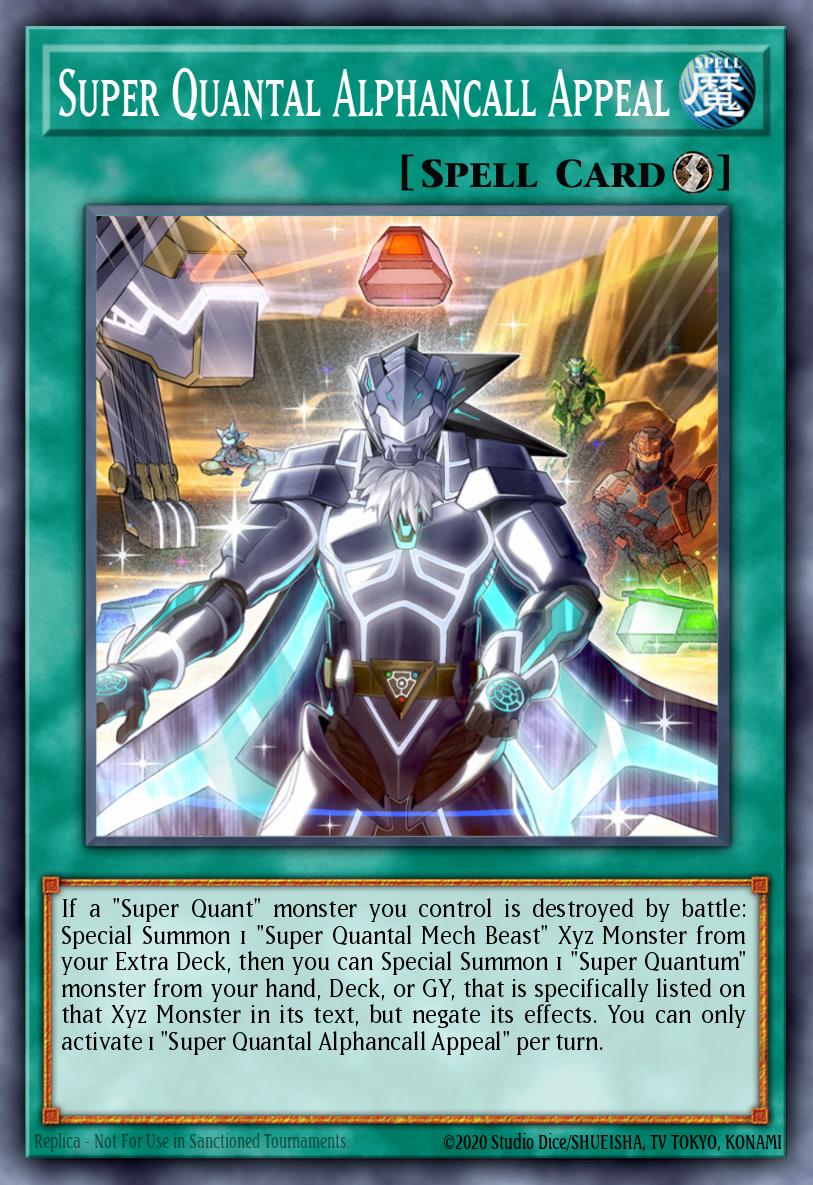 Super Quantal Alphancall Appeal
SPELL
魔
[Spell Card]
If a "Super Quant" monster you control is destroyed by battle:
Special Summon 1 "Super Quantal Mech Beast" Xyz Monster from
your Extra Deck, then you can Special Summon 1 "Super Quantum"
monster from your hand, Deck, or GY, that is specifically listed on
that Xyz Monster in its text, but negate its effects. You can only
activate 1 "Super Quantal Alphancall Appeal" per turn.
Replica - Not For Use in Sanctioned Tournaments.
©2020 Studio Dice/SHUEISHA, TV TOKYO, KONAMI